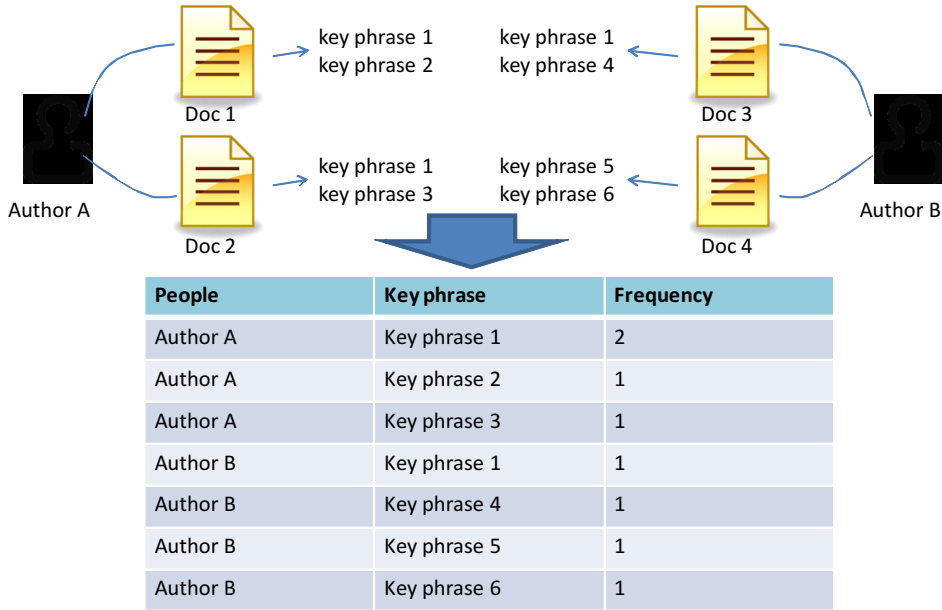 key phrase 1
key phrase 2
key phrase 1
key phrase 4
Doc 1
Doc 3
key phrase 1
key phrase 3
key phrase 5
key phrase 6
Author A
Author B
Doc 2
Doc 4
People Key phrase Frequency
Author A Key phrase 1 2
Author A Key phrase 2 1
Author A Key phrase 3 1
Author B Key phrase 1 1
Author B Key phrase 4 1
Author B Key phrase 5 1
Author B Key phrase 6 1